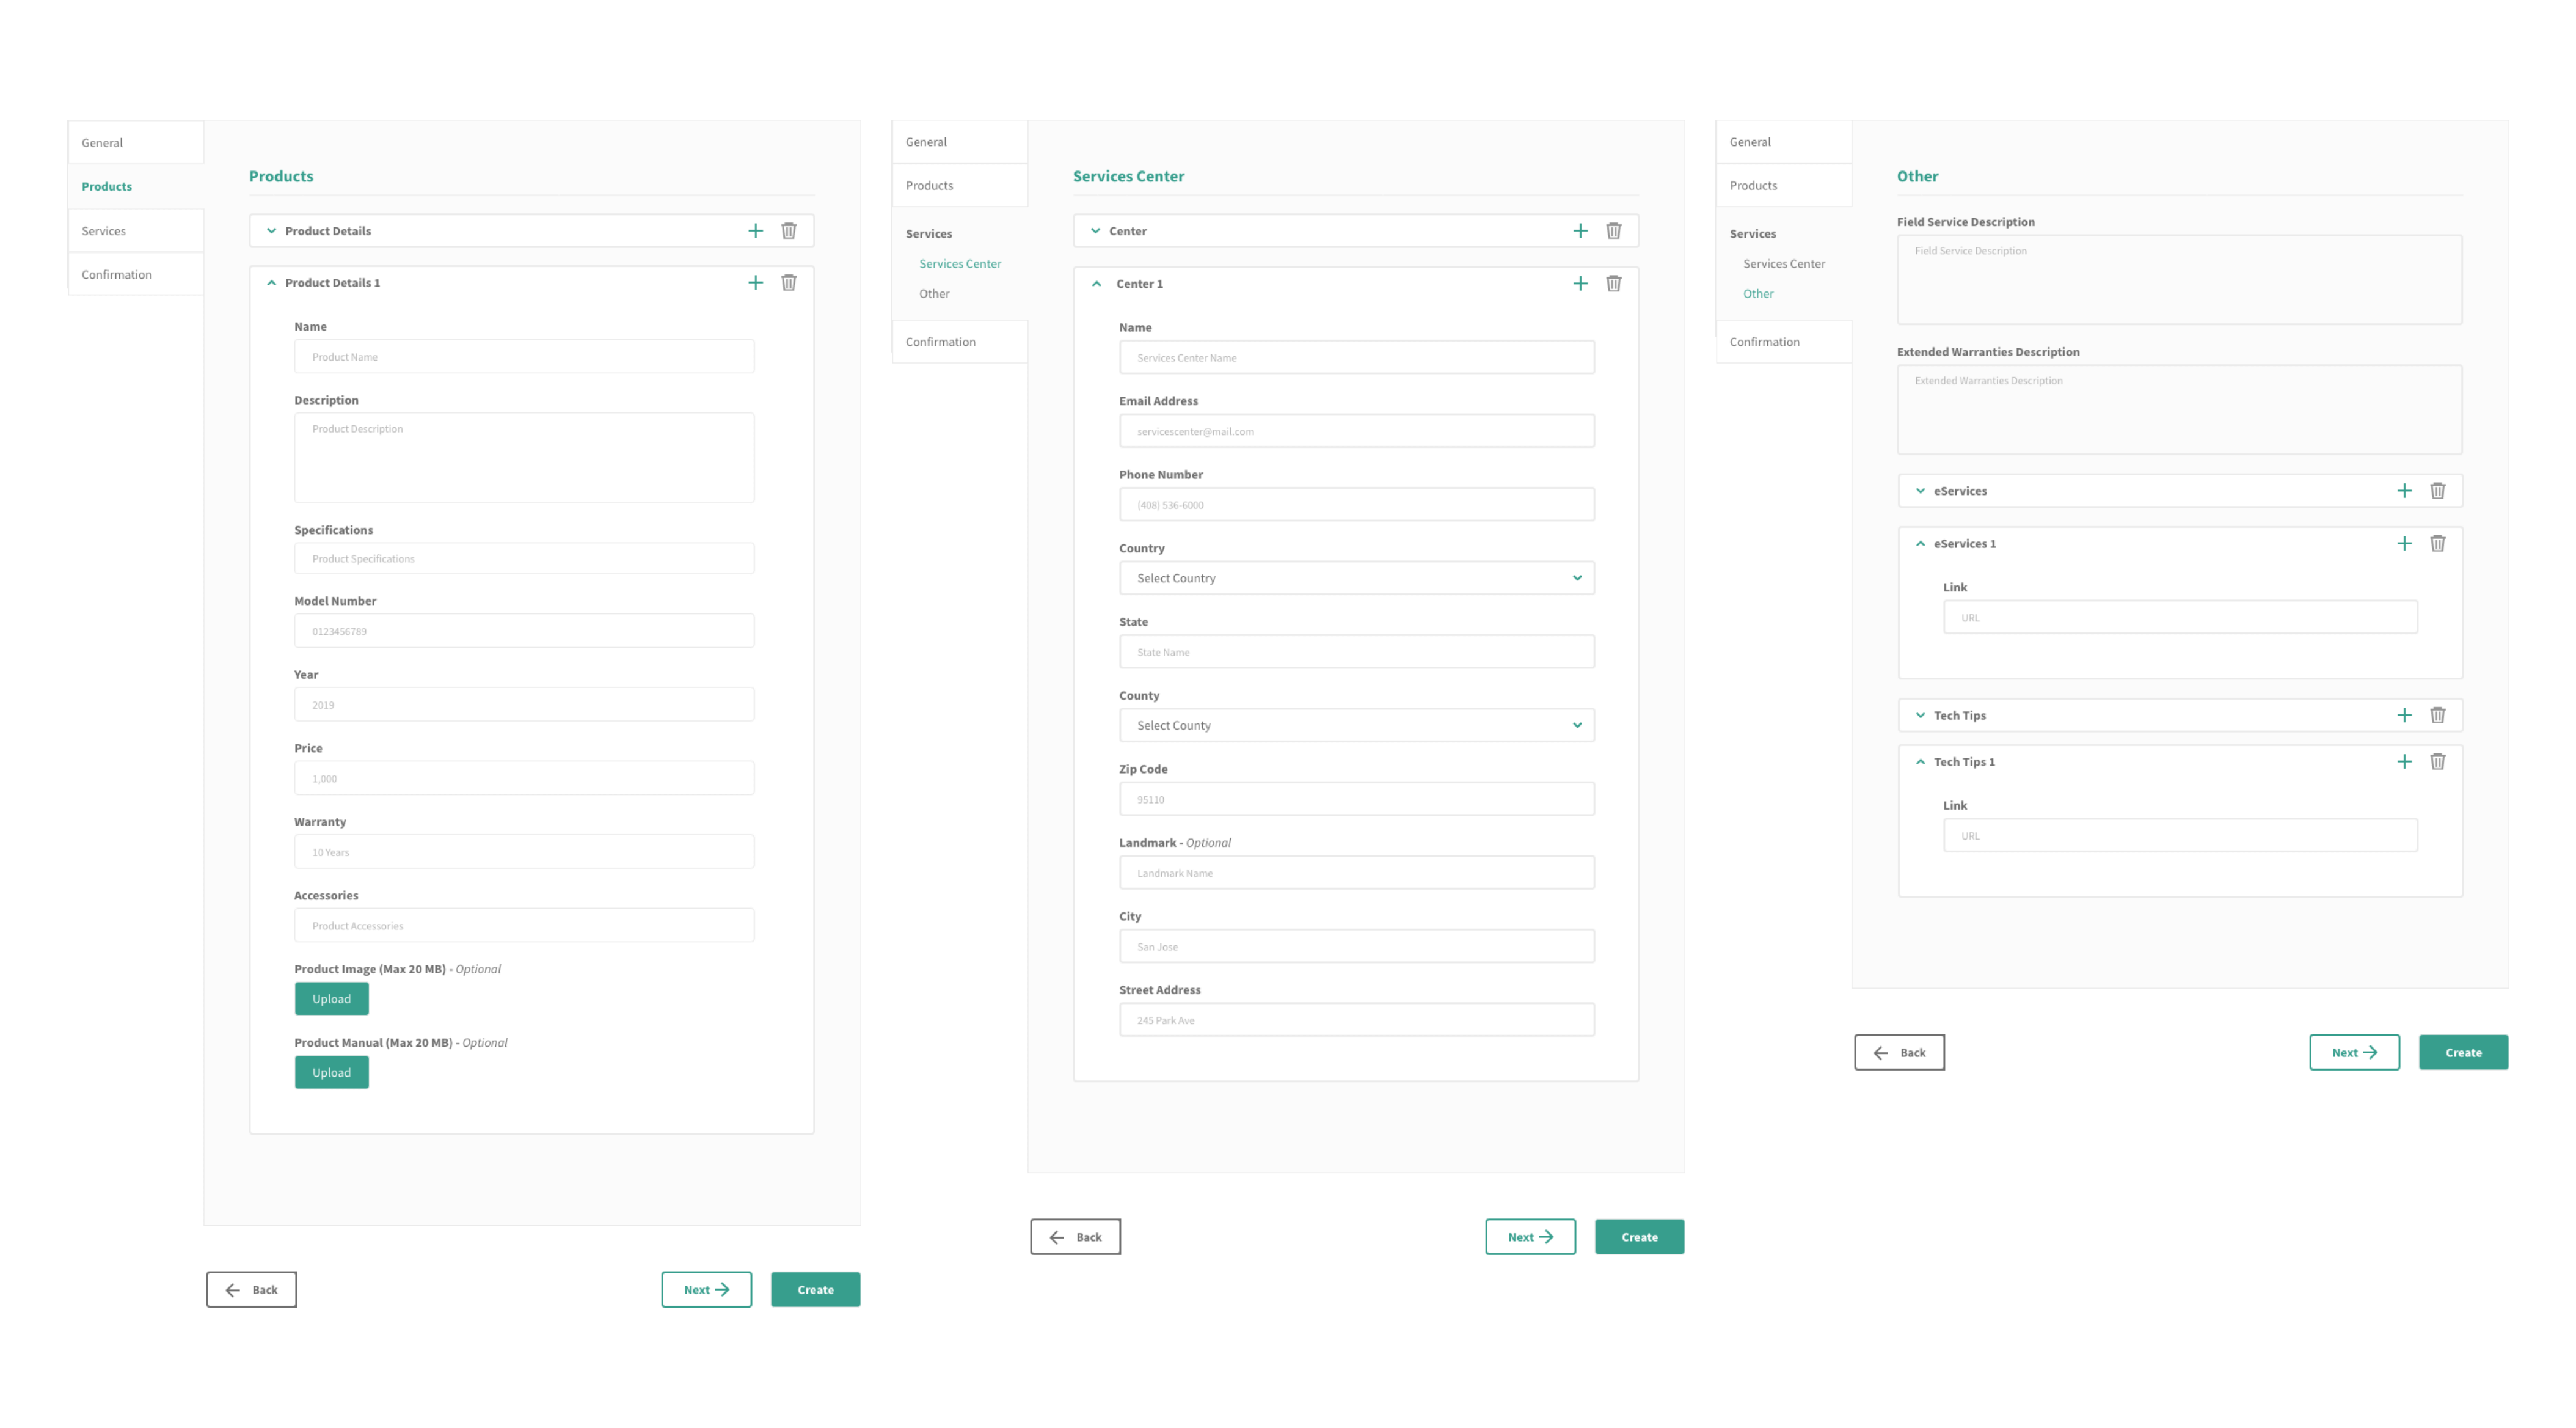 General
Products
Services
Confirmation
Products
Product Details
Product Details 1
Name
Product Name
Description
Product Description
Specifications
Product Specifications
Model Number
0123456789
Year
2019
Price
1,000
Warranty
10 Years
Accessories
Product Accessories
Product Image (Max 20 MB) - Optional
Upload
Product Manual (Max 20 MB) - Optional
Upload
Back
Next
Create
General
Products
Services
Services Center
Other
Confirmation
Services Center
Center
Center 1
Name
Services Center Name
Email Address
servicescenter@mail.com
Phone Number
(408) 536-6000
Country
Select Country
State
State Name
County
Select County
Zip Code
95110
Landmark - Optional
Landmark Name
City
San Jose
Street Address
245 Park Ave
Back
Next
Create
General
Products
Services
Services Center
Other
Confirmation
Other
Field Service Description
Field Service Description
Extended Warranties Description
Extended Warranties Description
eServices
eServices 1
Link
URL
Tech Tips
Tech Tips 1
Link
URL
Back
Next
Create